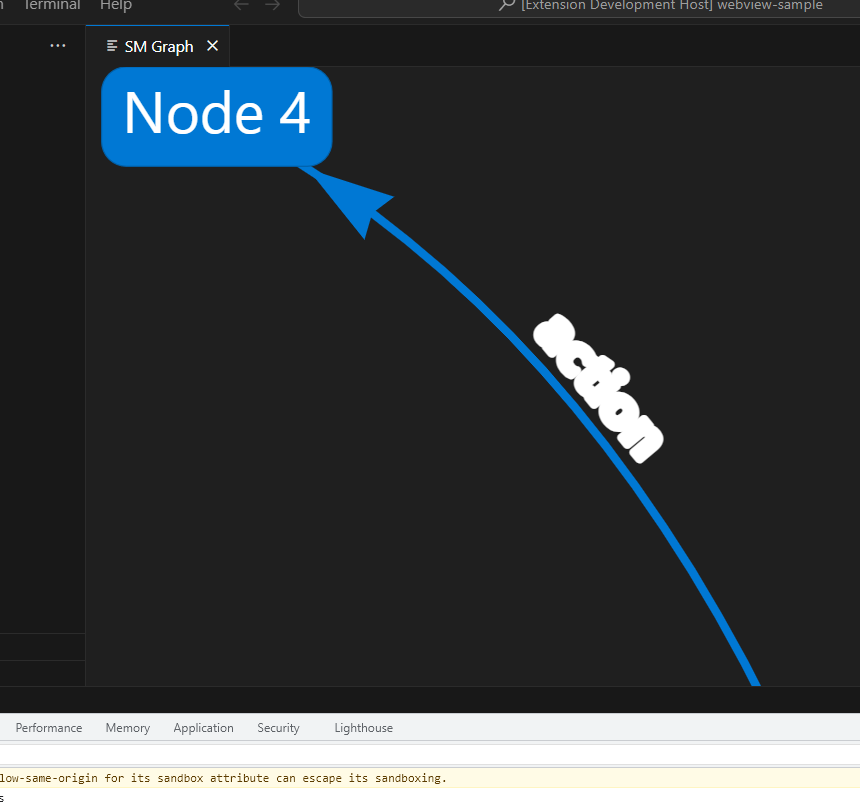 Terminal Help [Extension Development Host] webview-sample
SM Graph
Node 4
action
Performance Memory Application Security Lighthouse
low-same-origin for its sandbox attribute can escape its sandboxing.
s